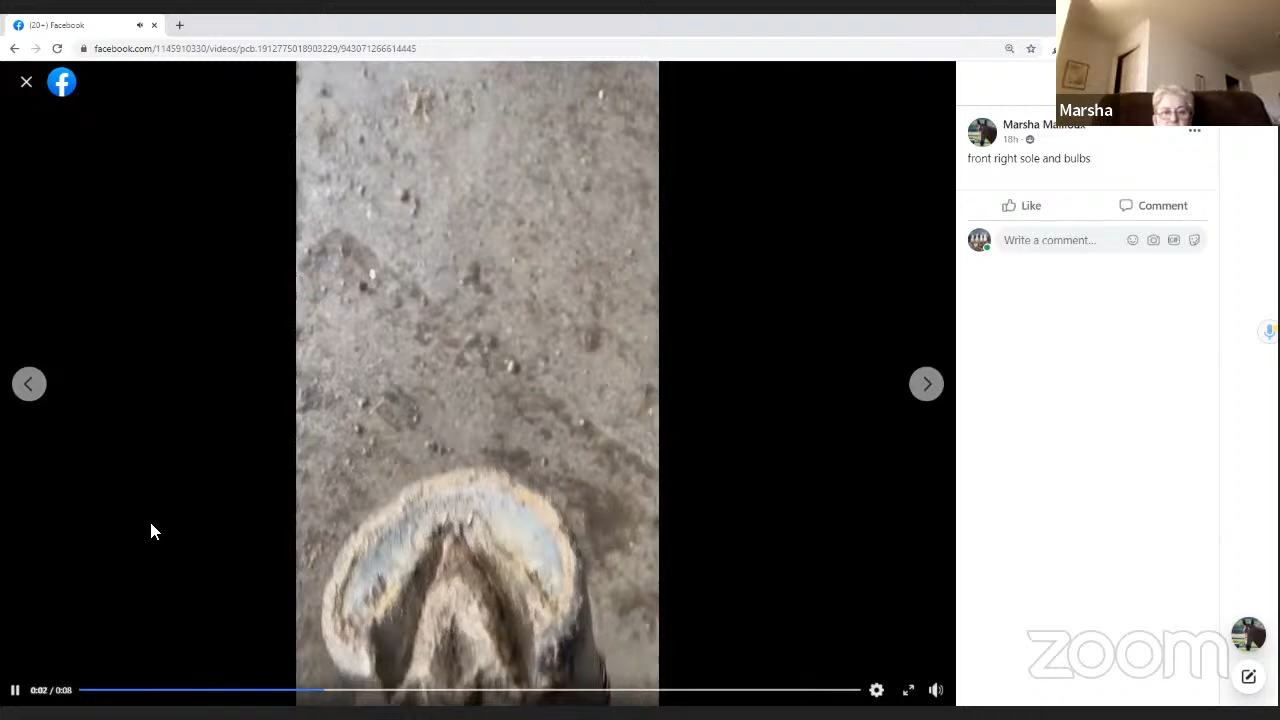 (20+) Facebook
facebook.com/1145910330/videos/pcb.1912775018903229/943071266614445
Marsha
Marsha Mailloux
18h
front right sole and bulbs
Like
Comment
Write a comment...
GIF
0:02 / 0:08
zoom